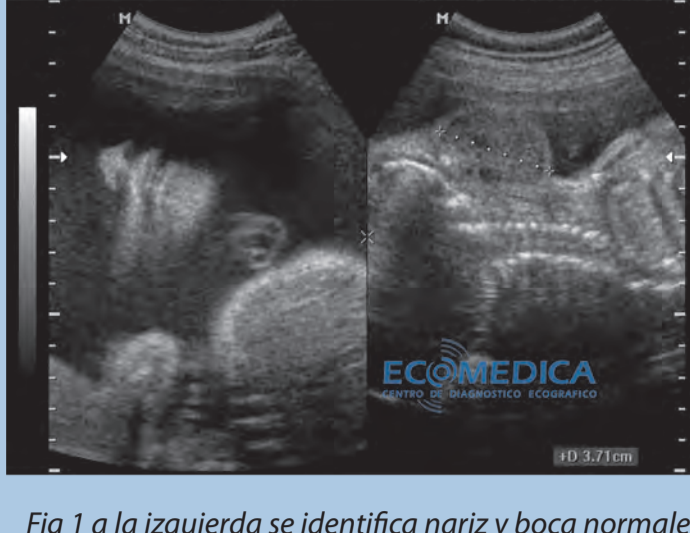 M
M
ECOMEDICA
CENTRO DE DIAGNOSTICO ECOGRAFICO
+D 3.71cm
Fig 1 a la izquierda se identifica nariz y boca normale